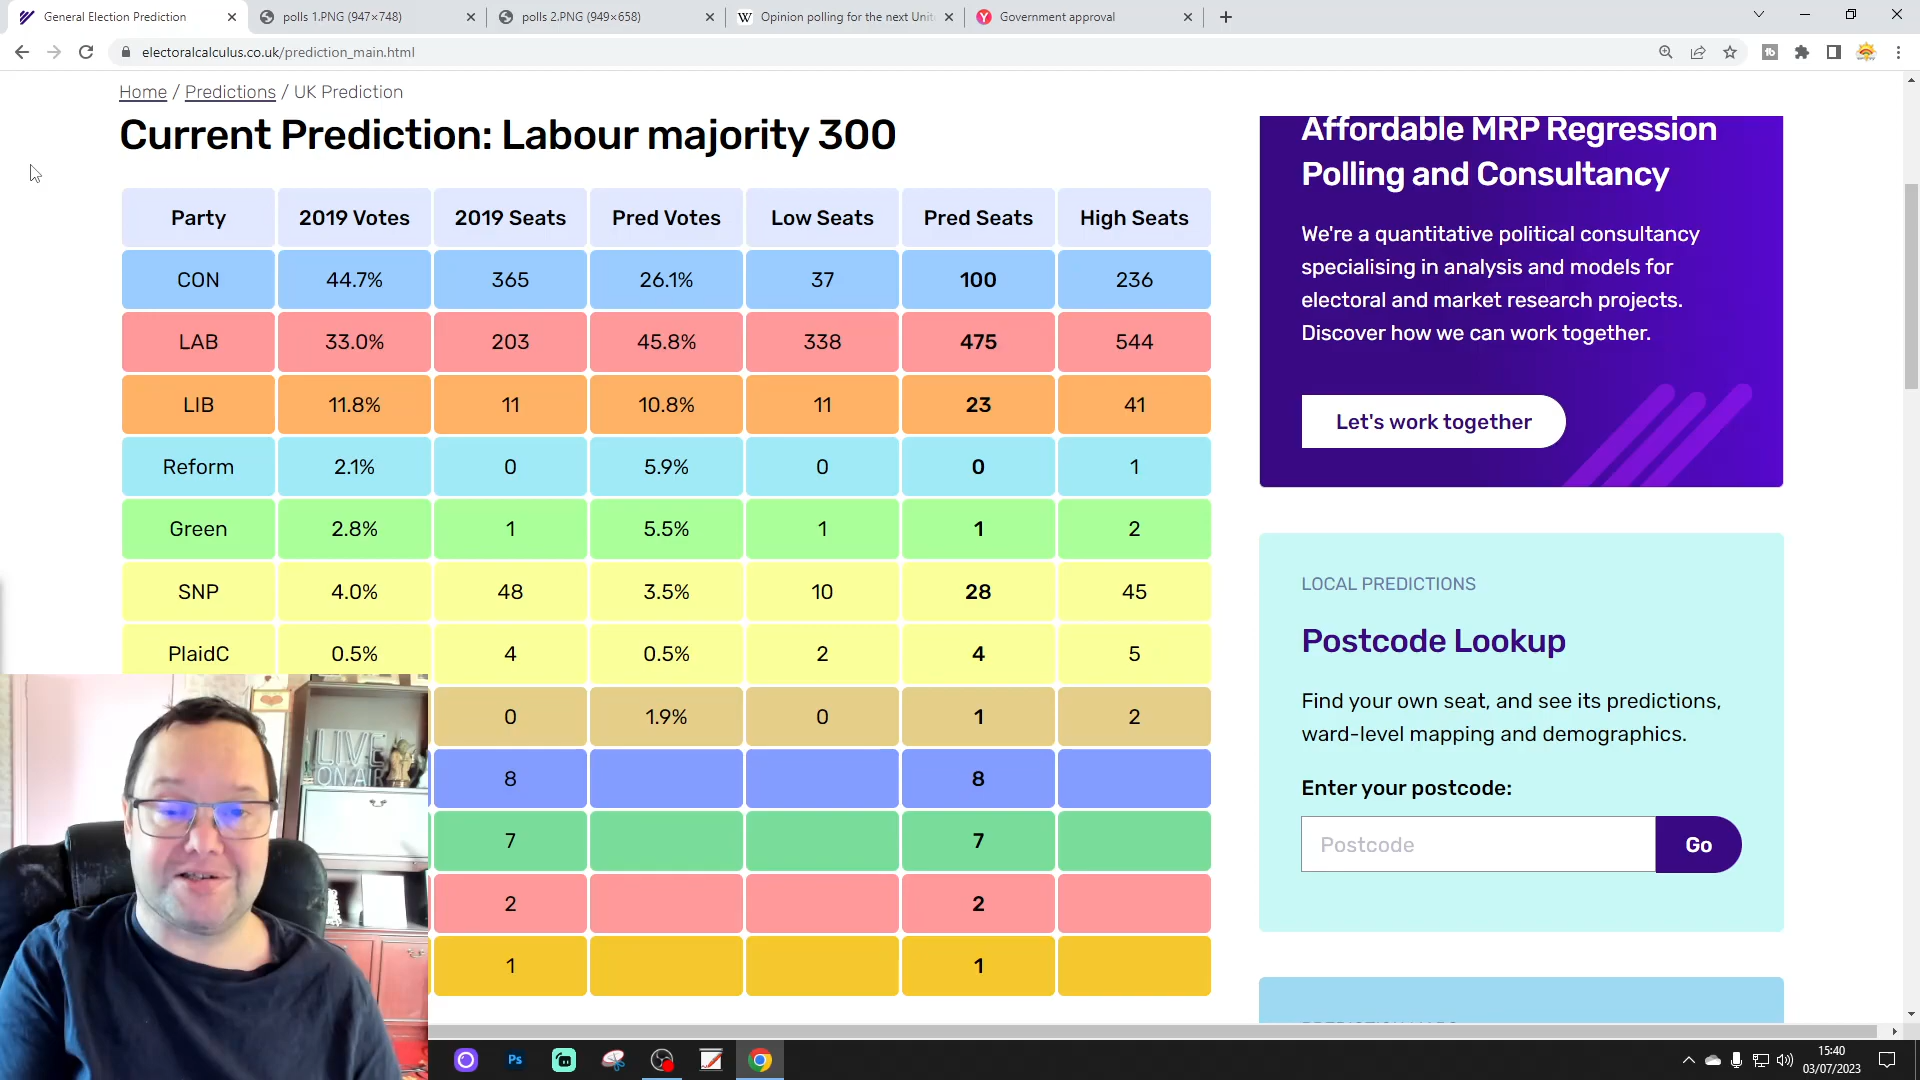 General Election Prediction
polls 1.PNG (947×748)
polls 2.PNG (949×658)
Opinion polling for the next Unit
Government approval
electoralcalculus.co.uk/prediction_main.html
Home / Predictions / UK Prediction
Current Prediction: Labour majority 300
Party 2019 Votes 2019 Seats Pred Votes Low Seats Pred Seats High Seats
CON 44.7% 365 26.1% 37 100 236
LAB 33.0% 203 45.8% 338 475 544
LIB 11.8% 11 10.8% 11 23 41
Reform 2.1% 0 5.9% 0 0 1
Green 2.8% 1 5.5% 1 1 2
SNP 4.0% 48 3.5% 10 28 45
PlaidC 0.5% 4 0.5% 2 4 5
0 1.9% 0 1 2
8 8
7 7
2 2
1 1
Affordable MRP Regression
Polling and Consultancy
We're a quantitative political consultancy
specialising in analysis and models for
electoral and market research projects.
Discover how we can work together.
Let's work together
LOCAL PREDICTIONS
Postcode Lookup
Find your own seat, and see its predictions,
ward-level mapping and demographics.
Enter your postcode:
Postcode
Go
LIVE
ON AIR
Ps
15:40
03/07/2023